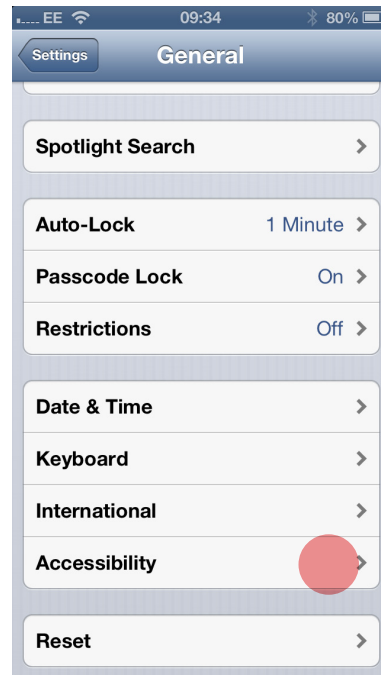 EE 09:34 80%
Settings General
Spotlight Search
Auto-Lock 1 Minute
Passcode Lock On
Restrictions Off
Date & Time
Keyboard
International
Accessibility
Reset